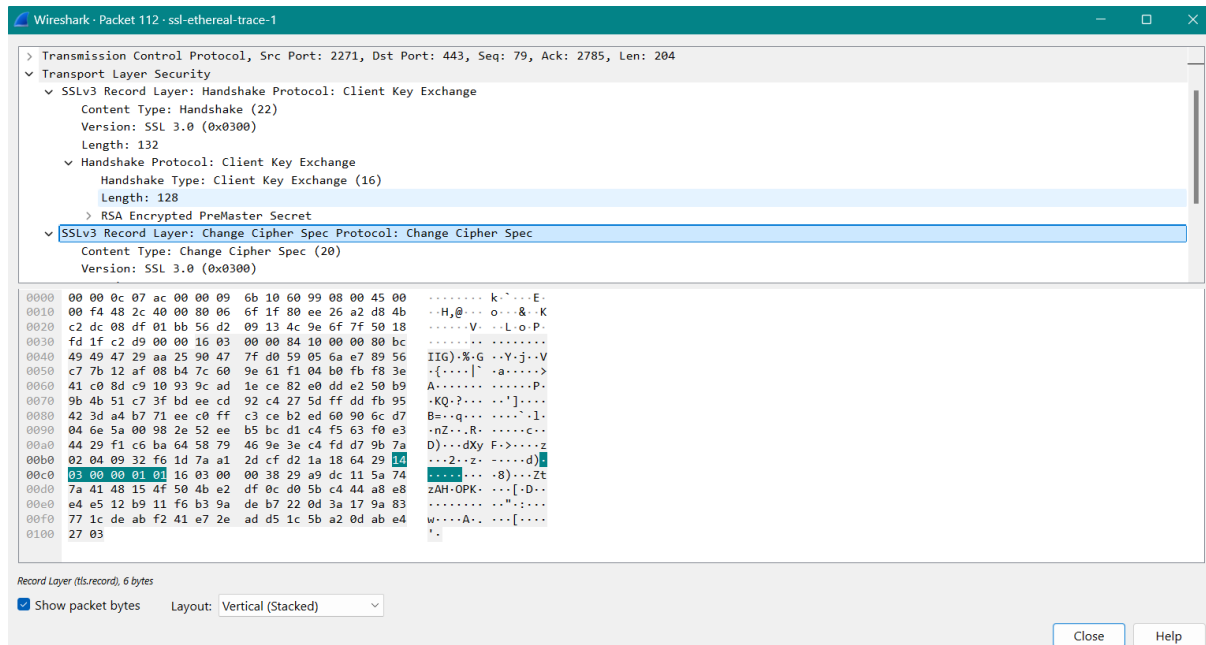 Wireshark · Packet 112 · ssl-ethereal-trace-1
> Transmission Control Protocol, Src Port: 2271, Dst Port: 443, Seq: 79, Ack: 2785, Len: 204
Transport Layer Security
SSLv3 Record Layer: Handshake Protocol: Client Key Exchange
Content Type: Handshake (22)
Version: SSL 3.0 (0x0300)
Length: 132
Handshake Protocol: Client Key Exchange
Handshake Type: Client Key Exchange (16)
Length: 128
> RSA Encrypted PreMaster Secret
SSLv3 Record Layer: Change Cipher Spec Protocol: Change Cipher Spec
Content Type: Change Cipher Spec (20)
Version: SSL 3.0 (0x0300)
0000 00 00 0c 07 ac 00 00 09 6b 10 60 99 08 00 45 00 ········ k·`···E·
0010 00 f4 48 2c 40 00 80 06 6f 1f 80 ee 26 a2 d8 4b ··H,@··· o···&··K
0020 c2 dc 08 df 01 bb 56 d2 09 13 4c 9e 6f 7f 50 18 ······V· ··L·o·P·
0030 fd 1f c2 d9 00 00 16 03 00 00 84 10 00 00 80 bc ········ ········
0040 49 49 47 29 aa 25 90 47 7f d0 59 05 6a e7 89 56 IIG)·%·G ··Y·j··V
0050 c7 7b 12 af 08 b4 7c 60 9e 61 f1 04 b0 fb f8 3e ·{····|` ·a·····>
0060 41 c0 8d c9 10 93 9c ad 1e ce 82 e0 dd e2 50 b9 A······· ······P·
0070 9b 4b 51 c7 3f bd ee cd 92 c4 27 5d ff dd fb 95 ·KQ·?··· ··']····
0080 42 3d a4 b7 71 ee c0 ff c3 ce b2 ed 60 90 6c d7 B=··q··· ····`·l·
0090 04 6e 5a 00 98 2e 52 ee b5 bc d1 c4 f5 63 f0 e3 ·nZ··.R· ·····c··
00a0 44 29 f1 c6 ba 64 58 79 46 9e 3e c4 fd d7 9b 7a D)···dXy F·>····z
00b0 02 04 09 32 f6 1d 7a a1 2d cf d2 1a 18 64 29 14 ···2··z· -····d)·
00c0 03 00 00 01 01 16 03 00 00 38 29 a9 dc 11 5a 74 ········ ·8)···Zt
00d0 7a 41 48 15 4f 50 4b e2 df 0c d0 5b c4 44 a8 e8 zAH·OPK· ···[·D··
00e0 e4 e5 12 b9 11 f6 b3 9a de b7 22 0d 3a 17 9a 83 ········ ··"·:···
00f0 77 1c de ab f2 41 e7 2e ad d5 1c 5b a2 0d ab e4 w····A·. ···[····
0100 27 03 '·
Record Layer (tls.record), 6 bytes
Show packet bytes Layout: Vertical (Stacked)
Close Help